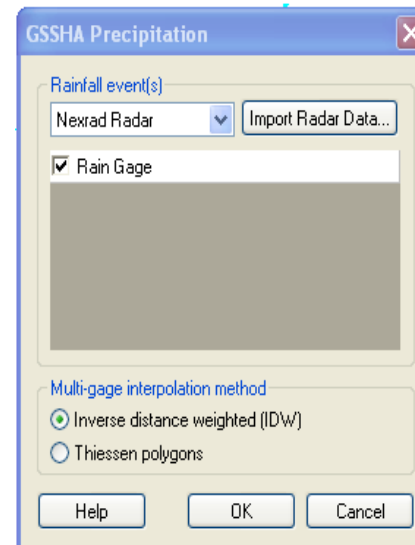 GSSHA Precipitation
Rainfall event(s)
Nexrad Radar
Import Radar Data...
Rain Gage
Multi-gage interpolation method
Inverse distance weighted (IDW)
Thiessen polygons
Help OK Cancel